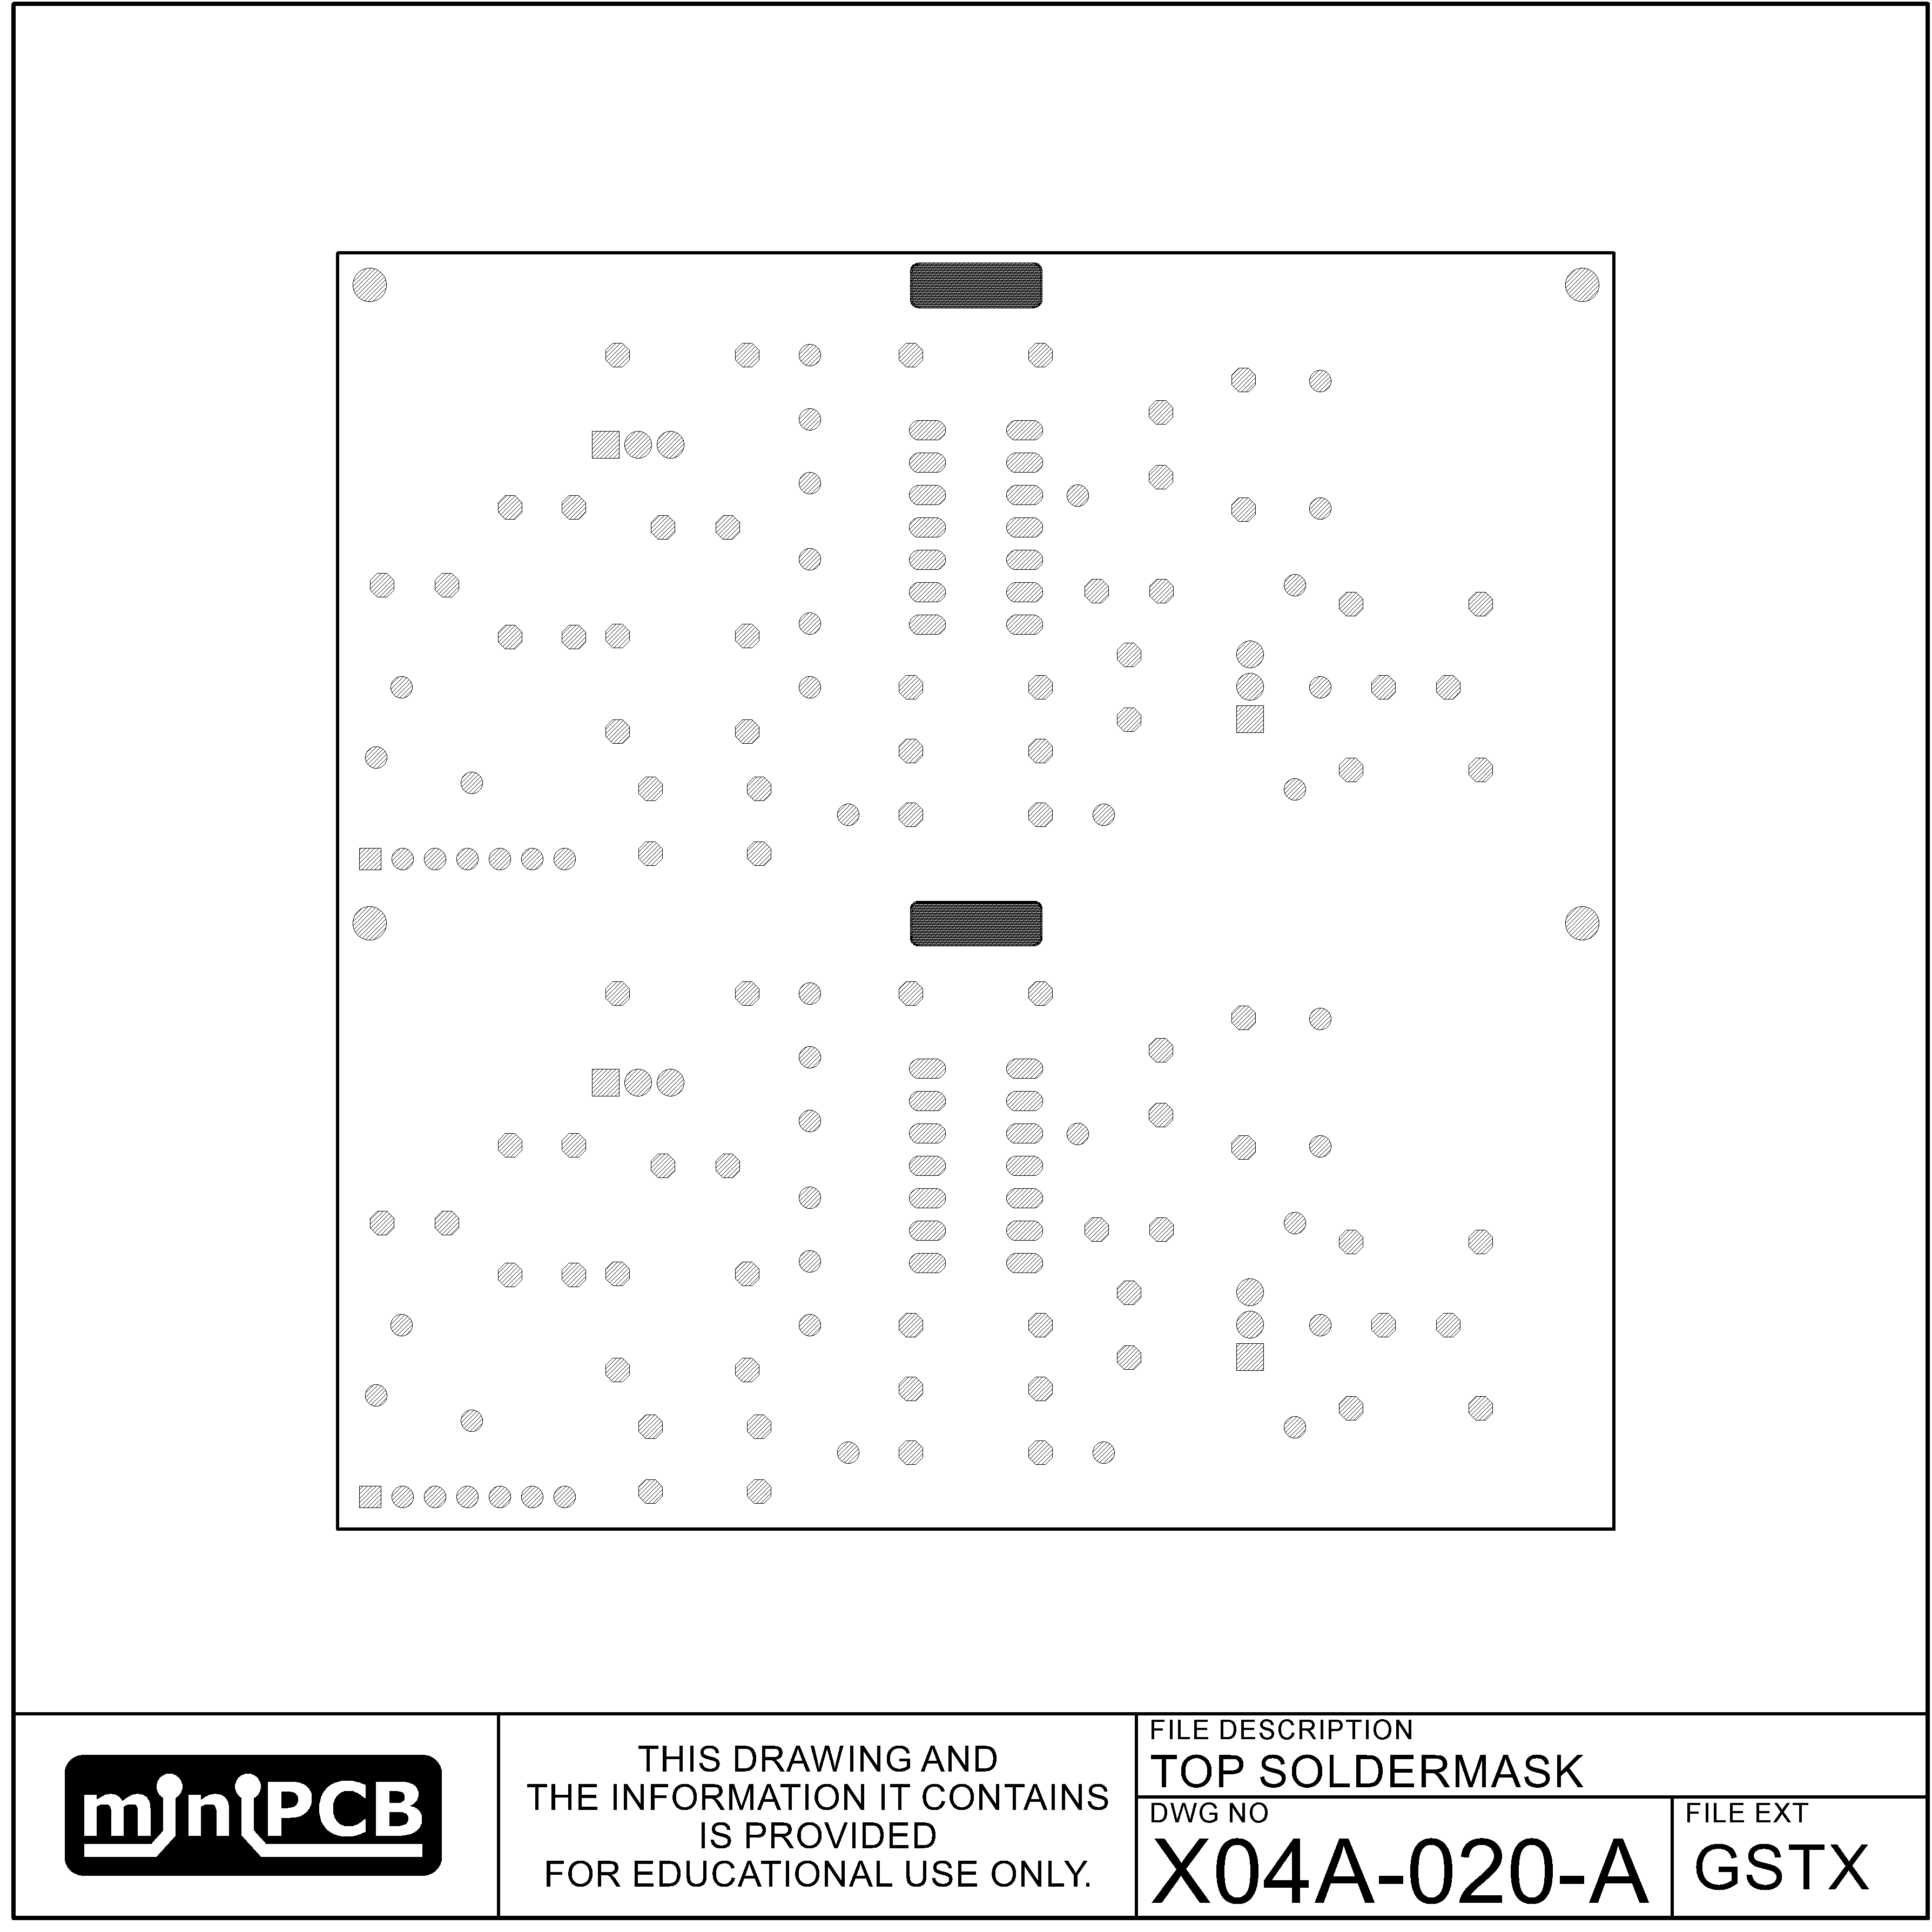 miniPCB
THIS DRAWING AND
THE INFORMATION IT CONTAINS
IS PROVIDED
FOR EDUCATIONAL USE ONLY.
FILE DESCRIPTION
TOP SOLDERMASK
DWG NO
X04A-020-A
FILE EXT
GSTX